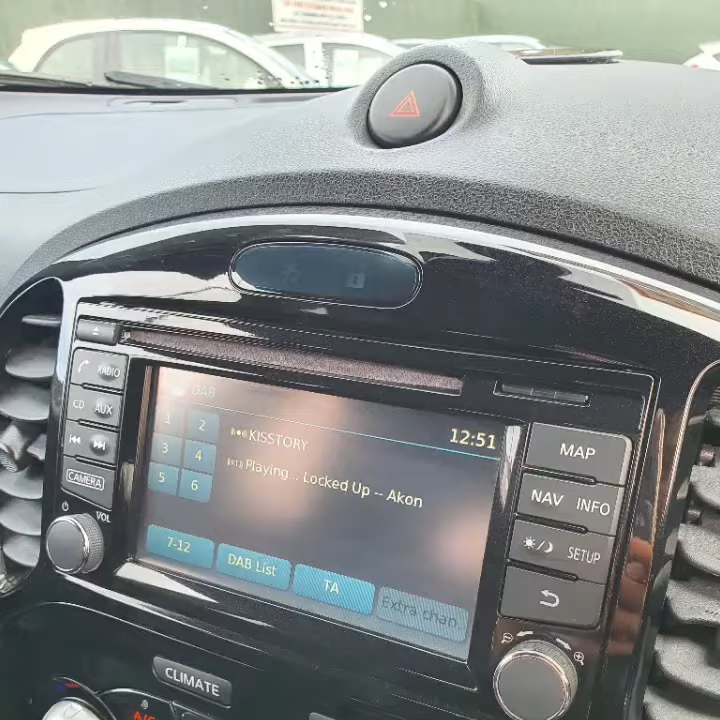 RADIO
CD AUX
CAMERA
VOL
DAB
12:51
1 2
3 4
5 6
KISSTORY
Playing.. Locked Up -- Akon
7-12
DAB List
TA
Extra chan.
MAP
NAV INFO
SETUP
CLIMATE
A/C